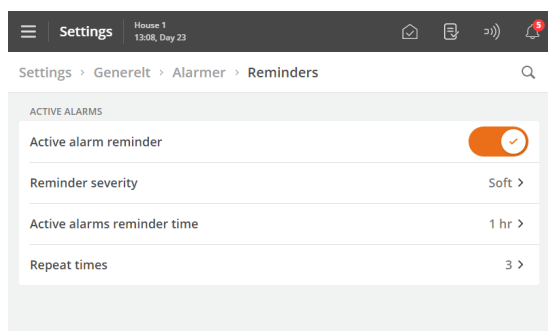 Settings
House 1
13:08, Day 23
5
Settings > Generelt > Alarmer > Reminders
ACTIVE ALARMS
Active alarm reminder
Reminder severity Soft >
Active alarms reminder time 1 hr >
Repeat times 3 >